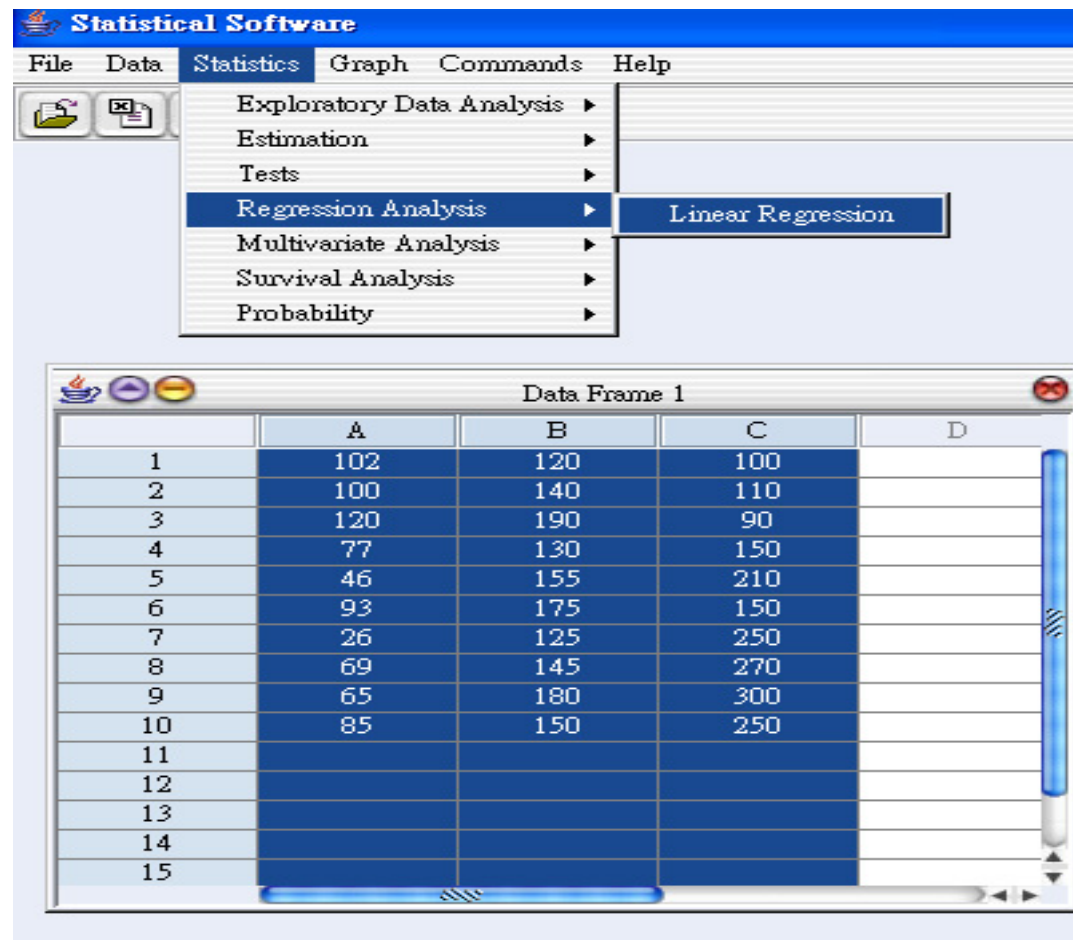 Statistical Software
File Data Statistics Graph Commands Help
Exploratory Data Analysis
Estimation
Tests
Regression Analysis
Linear Regression
Multivariate Analysis
Survival Analysis
Probability
Data Frame 1
A B C D
1 102 120 100
2 100 140 110
3 120 190 90
4 77 130 150
5 46 155 210
6 93 175 150
7 26 125 250
8 69 145 270
9 65 180 300
10 85 150 250
11
12
13
14
15